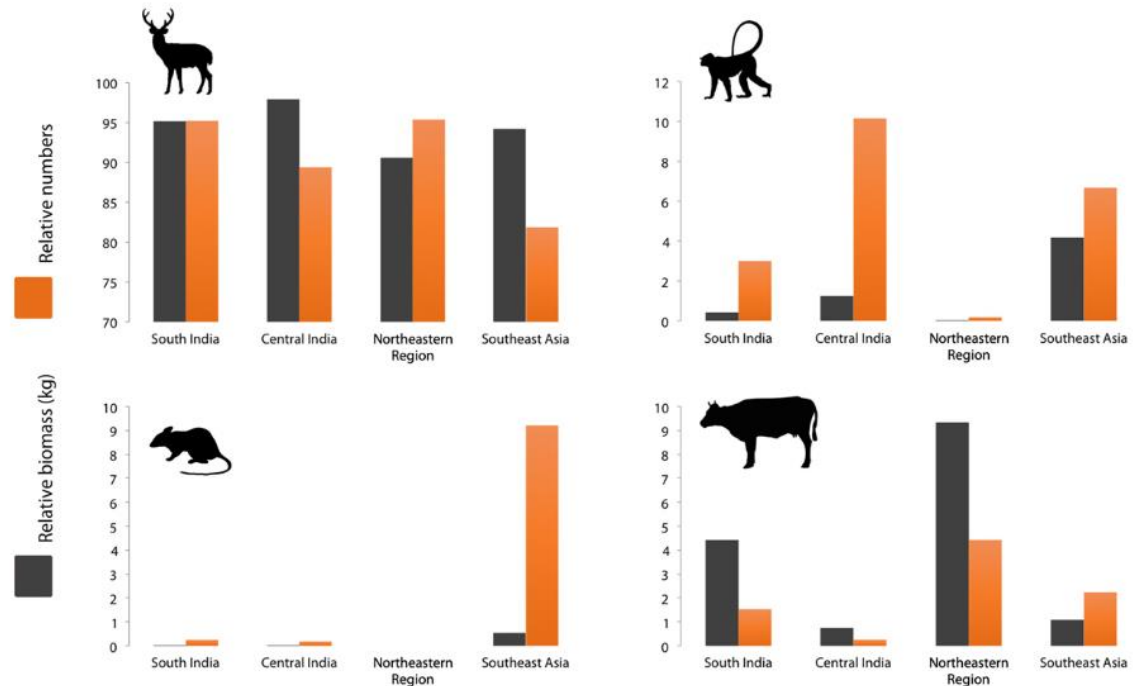 Relative numbers
Relative biomass (kg)
100
95
90
85
80
75
70
South India
Central India
Northeastern
Region
Southeast Asia
12
10
8
6
4
2
0
South India
Central India
Northeastern
Region
Southeast Asia
10
9
8
7
6
5
4
3
2
1
0
South India
Central India
Northeastern
Region
Southeast Asia
10
9
8
7
6
5
4
3
2
1
0
South India
Central India
Northeastern
Region
Southeast Asia